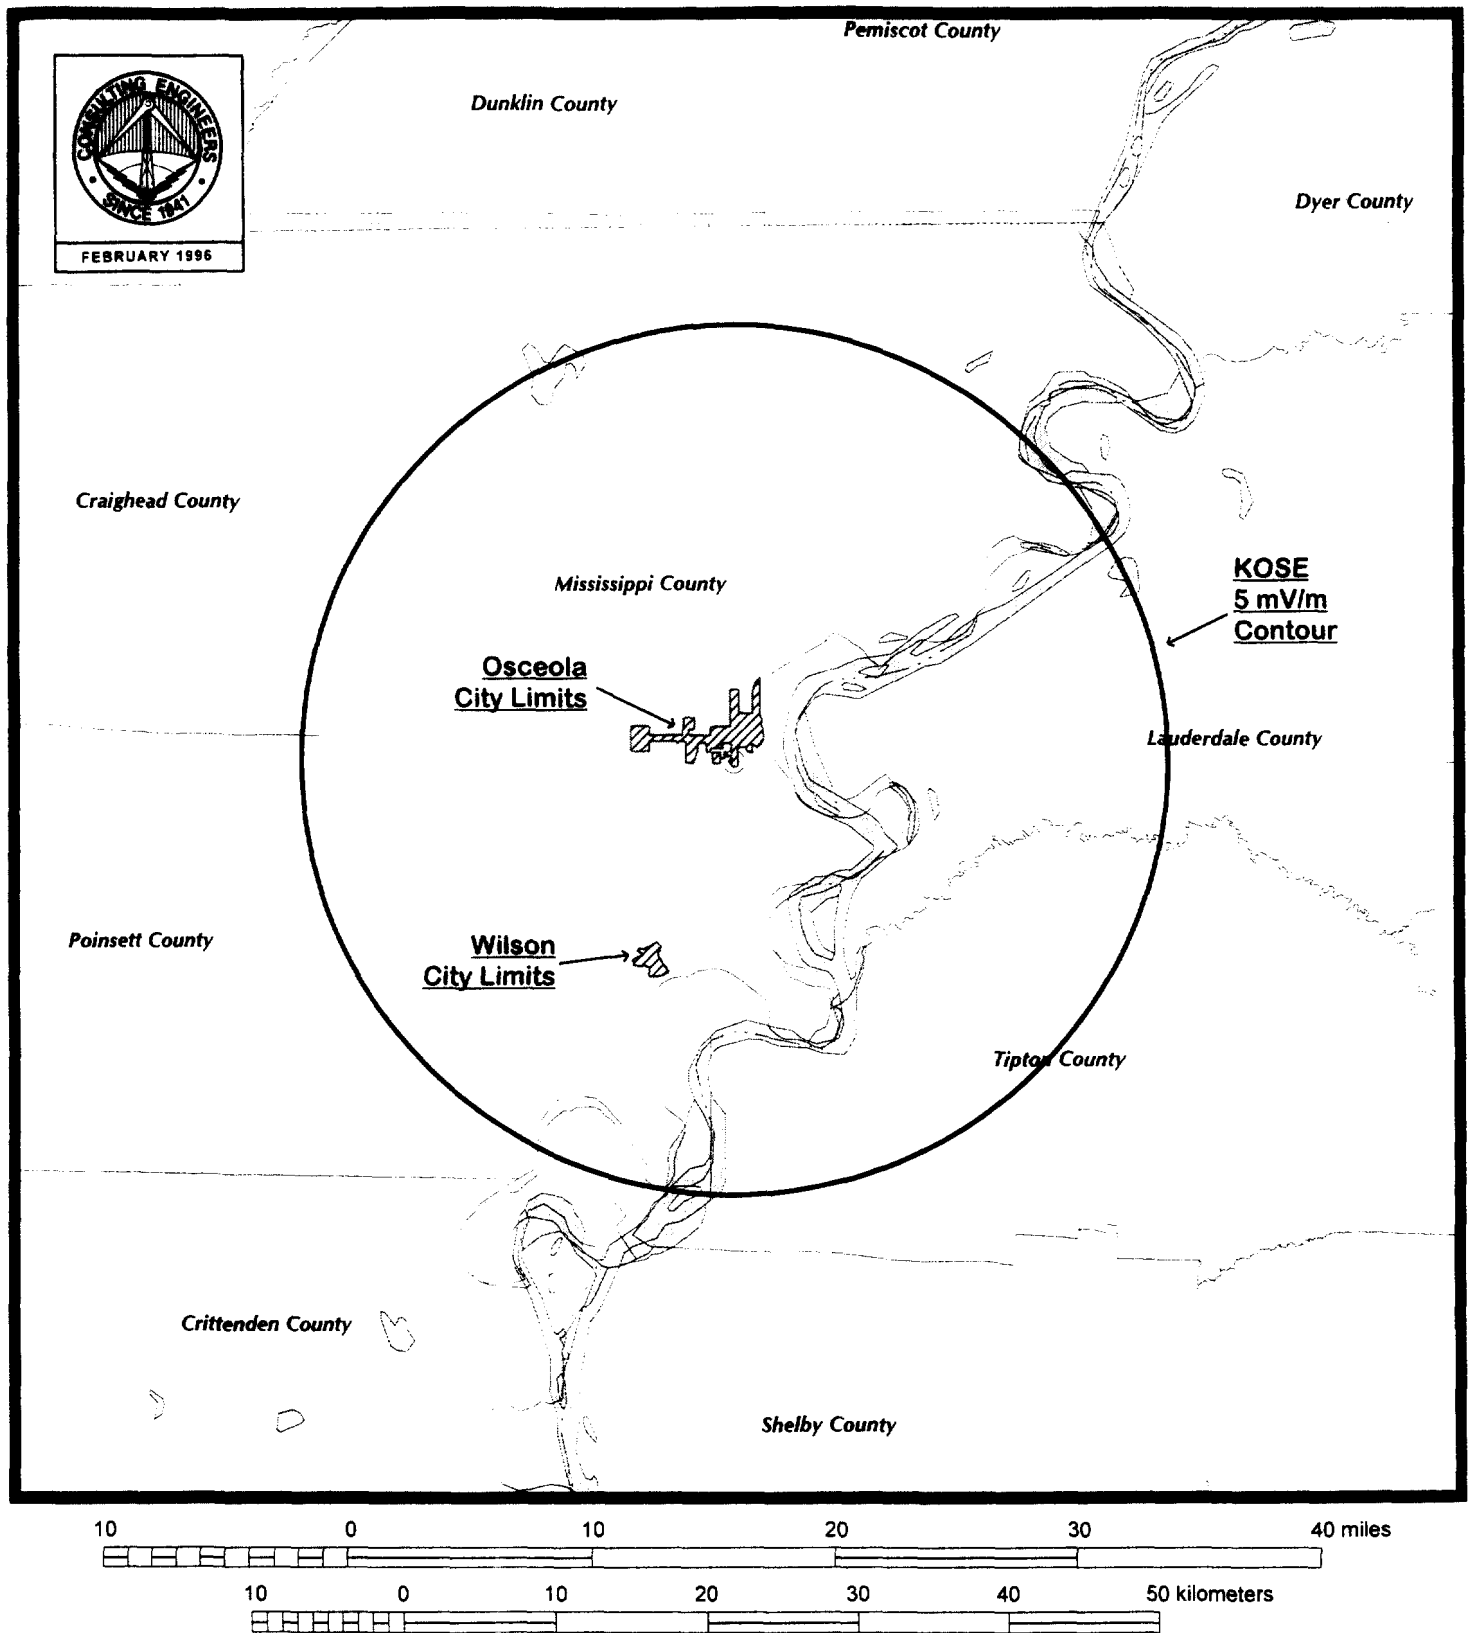 Pemiscot County
CONSULTING ENGINEERS
SINCE 1941
FEBRUARY 1996
Dunklin County
Dyer County
Craighead County
Mississippi County
KOSE
5 mV/m
Contour
Osceola
City Limits
Lauderdale County
Poinsett County
Wilson
City Limits
Tipton County
Crittenden County
Shelby County
10 0 10 20 30 40 miles
10 0 10 20 30 40 50 kilometers